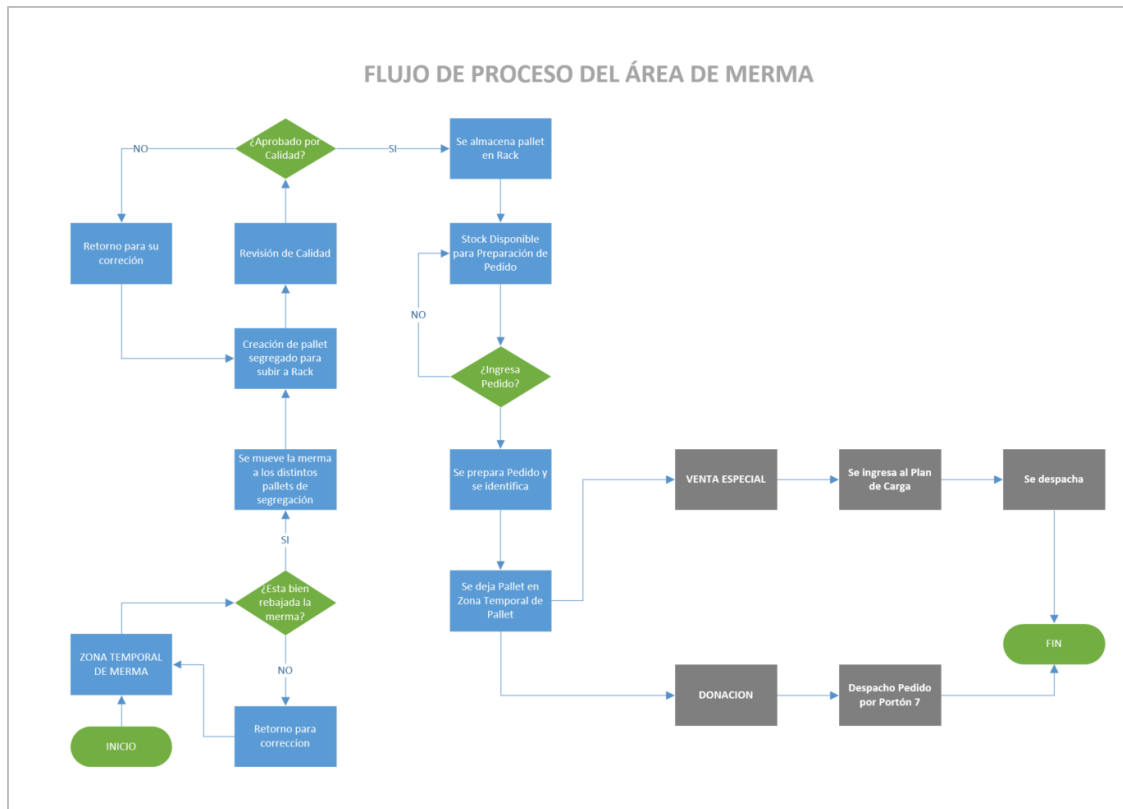 FLUJO DE PROCESO DEL ÁREA DE MERMA
¿Aprobado por
Calidad?
NO
SI
Se almacena pallet
en Rack
Retorno para su
correción
Revisión de Calidad
Stock Disponible
para Preparación de
Pedido
NO
Creación de pallet
segregado para
subir a Rack
¿Ingresa
Pedido?
Se mueve la merma
a los distintos
pallets de
segregación
Se prepara Pedido y
se identifica
VENTA ESPECIAL
Se ingresa al Plan
de Carga
Se despacha
SI
¿Esta bien
rebajada la
merma?
Se deja Pallet en
Zona Temporal de
Pallet
ZONA TEMPORAL
DE MERMA
NO
FIN
DONACION
Despacho Pedido
por Portón 7
Retorno para
correccion
INICIO